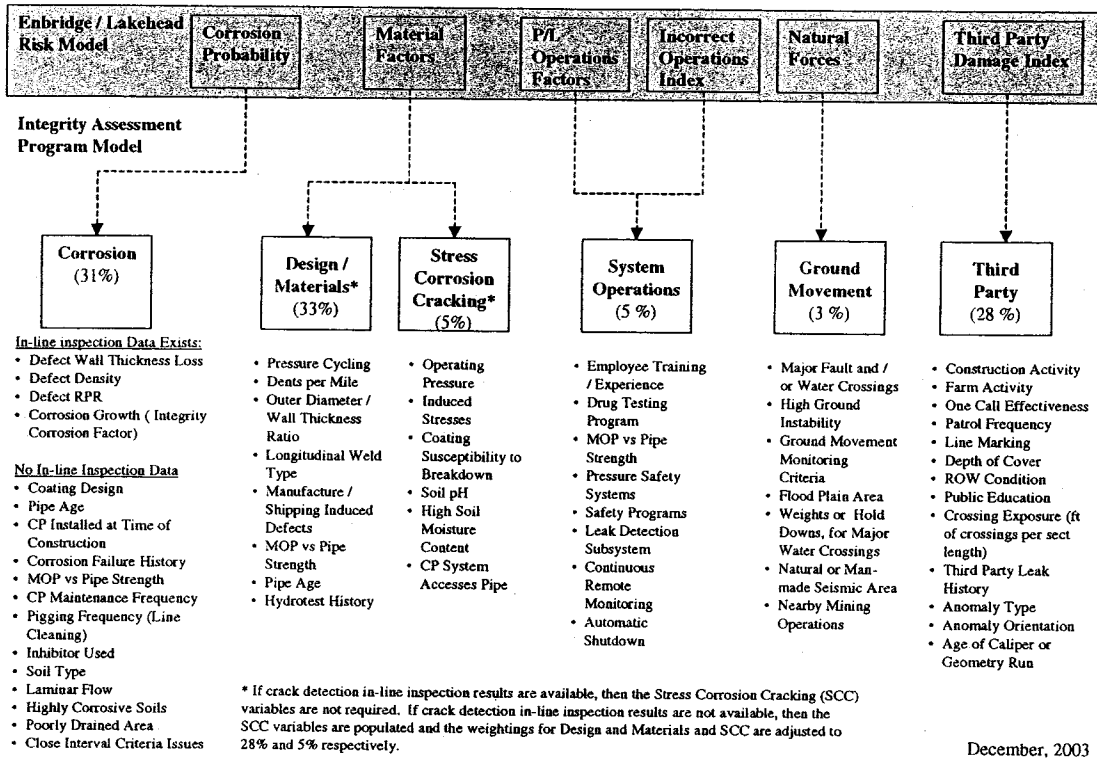 Enbridge / Lakehead
Risk Model
Corrosion
Probability
Material
Factors
P/L
Operations
Factors
Incorrect
Operations
Index
Natural
Forces
Third Party
Damage Index
Integrity Assessment
Program Model
Corrosion
(31%)
Design /
Materials*
(33%)
Stress
Corrosion
Cracking*
(5%)
System
Operations
(5 %)
Ground
Movement
(3 %)
Third
Party
(28 %)
In-line inspection Data Exists:
• Defect Wall Thickness Loss
• Defect Density
• Defect RPR
• Corrosion Growth ( Integrity
Corrosion Factor)
No In-line Inspection Data
• Coating Design
• Pipe Age
• CP Installed at Time of
Construction
• Corrosion Failure History
• MOP vs Pipe Strength
• CP Maintenance Frequency
• Pigging Frequency (Line
Cleaning)
• Inhibitor Used
• Soil Type
• Laminar Flow
• Highly Corrosive Soils
• Poorly Drained Area
• Close Interval Criteria Issues
• Pressure Cycling
• Dents per Mile
• Outer Diameter /
Wall Thickness
Ratio
• Longitudinal Weld
Type
• Manufacture /
Shipping Induced
Defects
• MOP vs Pipe
Strength
• Pipe Age
• Hydrotest History
• Operating
Pressure
• Induced
Stresses
• Coating
Susceptibility to
Breakdown
• Soil pH
• High Soil
Moisture
Content
• CP System
Accesses Pipe
• Employee Training
/ Experience
• Drug Testing
Program
• MOP vs Pipe
Strength
• Pressure Safety
Systems
• Safety Programs
• Leak Detection
Subsystem
• Continuous
Remote
Monitoring
• Automatic
Shutdown
• Major Fault and /
or Water Crossings
• High Ground
Instability
• Ground Movement
Monitoring
Criteria
• Flood Plain Area
• Weights or Hold
Downs, for Major
Water Crossings
• Natural or Man-
made Seismic Area
• Nearby Mining
Operations
• Construction Activity
• Farm Activity
• One Call Effectiveness
• Patrol Frequency
• Line Marking
• Depth of Cover
• ROW Condition
• Public Education
• Crossing Exposure (ft
of crossings per sect
length)
• Third Party Leak
History
• Anomaly Type
• Anomaly Orientation
• Age of Caliper or
Geometry Run
* If crack detection in-line inspection results are available, then the Stress Corrosion Cracking (SCC)
variables are not required. If crack detection in-line inspection results are not available, then the
SCC variables are populated and the weightings for Design and Materials and SCC are adjusted to
28% and 5% respectively.
December, 2003